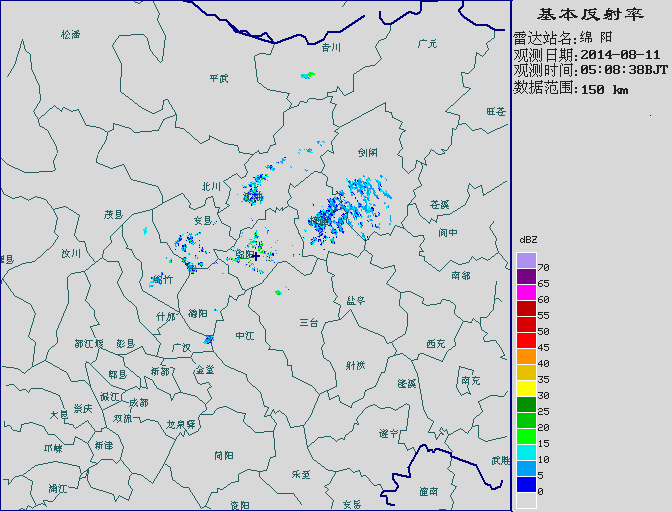 基本反射率
雷达站名:绵 阳
观测日期:2014-08-11
观测时间:05:08:38BJT
数据范围:150 km
松潘
青川
广元
平武
旺苍
剑阁
北川
苍溪
茂县
安县
阆中
汶川
绵阳
南部
绵竹
盐亭
什邡
德阳
三台
中江
都江堰
彭县
广汉
西充
射洪
郫县
新都
金堂
蓬溪
南充
温江
成都
大邑
崇庆
双流
龙泉驿
遂宁
邛崃
新津
简阳
武胜
乐至
蒲江
潼南
资阳
安岳
dBZ
70
65
60
55
50
45
40
35
30
25
20
15
10
5
0